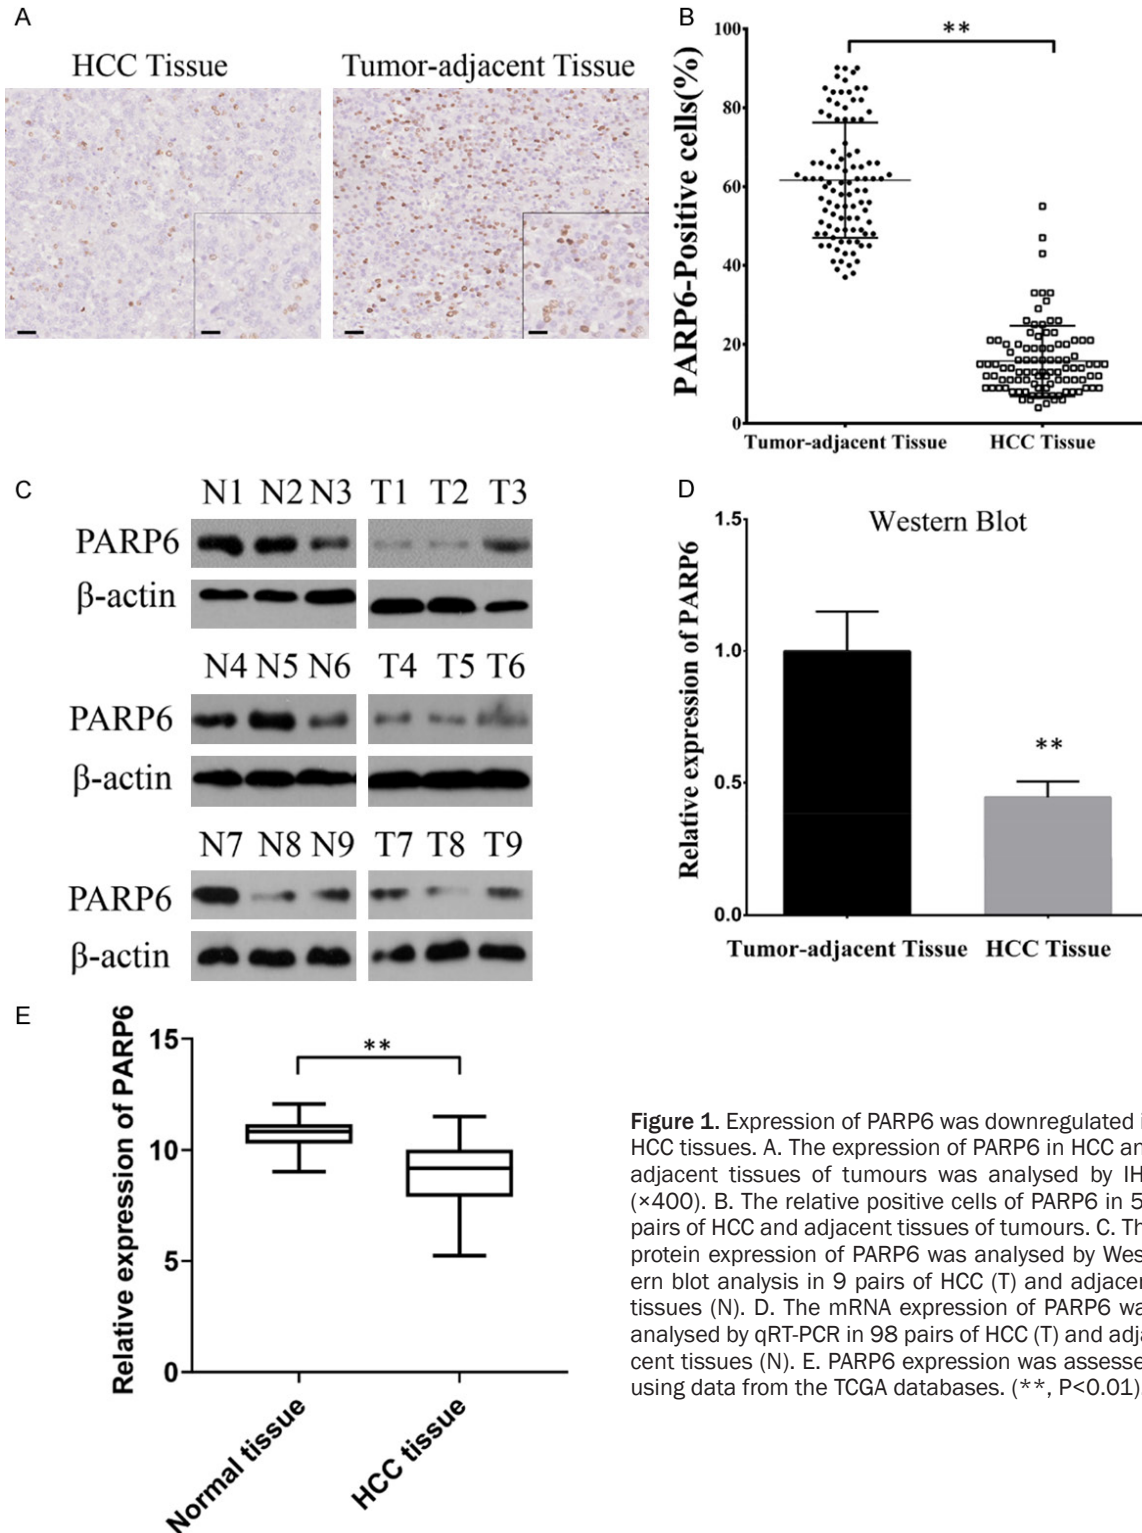 A
HCC Tissue
Tumor-adjacent Tissue
B
PARP6-Positive cells(%)
100
80
60
40
20
0
**
Tumor-adjacent Tissue
HCC Tissue
C
N1 N2 N3 T1 T2 T3
PARP6
β-actin
N4 N5 N6 T4 T5 T6
PARP6
β-actin
N7 N8 N9 T7 T8 T9
PARP6
β-actin
D
Western Blot
Relative expression of PARP6
1.5
1.0
0.5
0.0
**
Tumor-adjacent Tissue
HCC Tissue
E
Relative expression of PARP6
15
10
5
0
**
Normal tissue
HCC tissue
Figure 1. Expression of PARP6 was downregulated i
HCC tissues. A. The expression of PARP6 in HCC an
adjacent tissues of tumours was analysed by IH
(×400). B. The relative positive cells of PARP6 in 5
pairs of HCC and adjacent tissues of tumours. C. Th
protein expression of PARP6 was analysed by Wes
ern blot analysis in 9 pairs of HCC (T) and adjacen
tissues (N). D. The mRNA expression of PARP6 wa
analysed by qRT-PCR in 98 pairs of HCC (T) and adja
cent tissues (N). E. PARP6 expression was assesse
using data from the TCGA databases. (**, P<0.01)